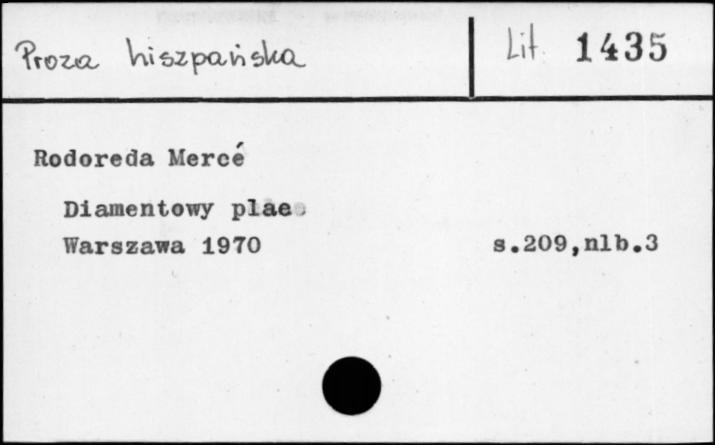 Proza hiszpańska
Lit. 1435
Rodoreda Mercé
Diamentowy plac
Warszawa 1970
s.209,nlb.3